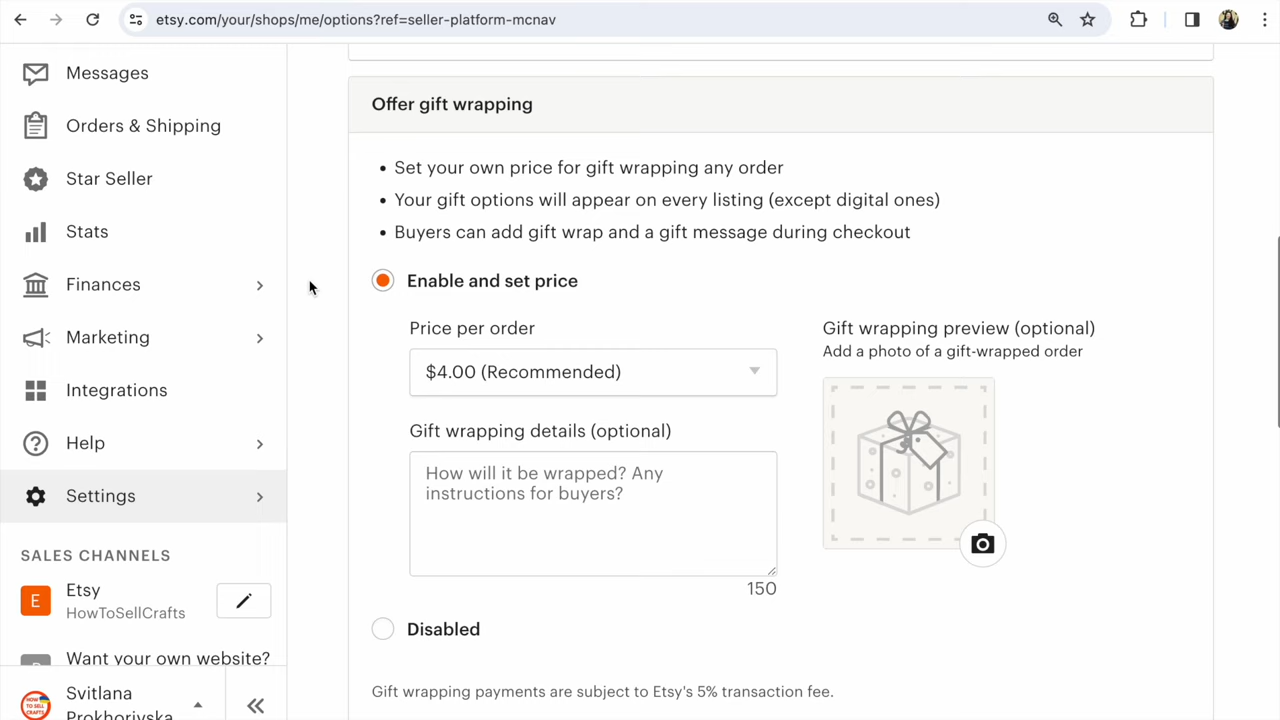 etsy.com/your/shops/me/options?ref=seller-platform-mcnav
Messages
Orders & Shipping
Star Seller
Stats
Finances
Marketing
Integrations
Help
Settings
SALES CHANNELS
E
Etsy
HowToSellCrafts
Want your own website?
HOW TO SELL CRAFTS
Svitlana
Prokhoriyska
Offer gift wrapping
• Set your own price for gift wrapping any order
• Your gift options will appear on every listing (except digital ones)
• Buyers can add gift wrap and a gift message during checkout
Enable and set price
Price per order
$4.00 (Recommended)
Gift wrapping details (optional)
How will it be wrapped? Any
instructions for buyers?
150
Gift wrapping preview (optional)
Add a photo of a gift-wrapped order
Disabled
Gift wrapping payments are subject to Etsy's 5% transaction fee.